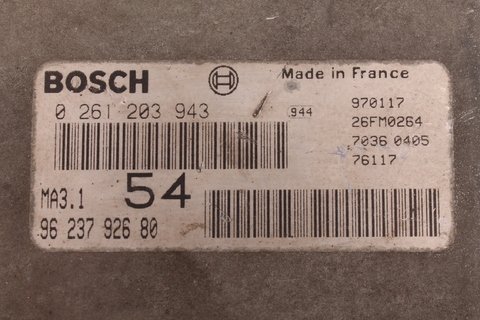 BOSCH
Made in France
0 261 203 943
.944
970117
26FM0264
7036 0405
76117
MA3.1
54
96 237 926 80